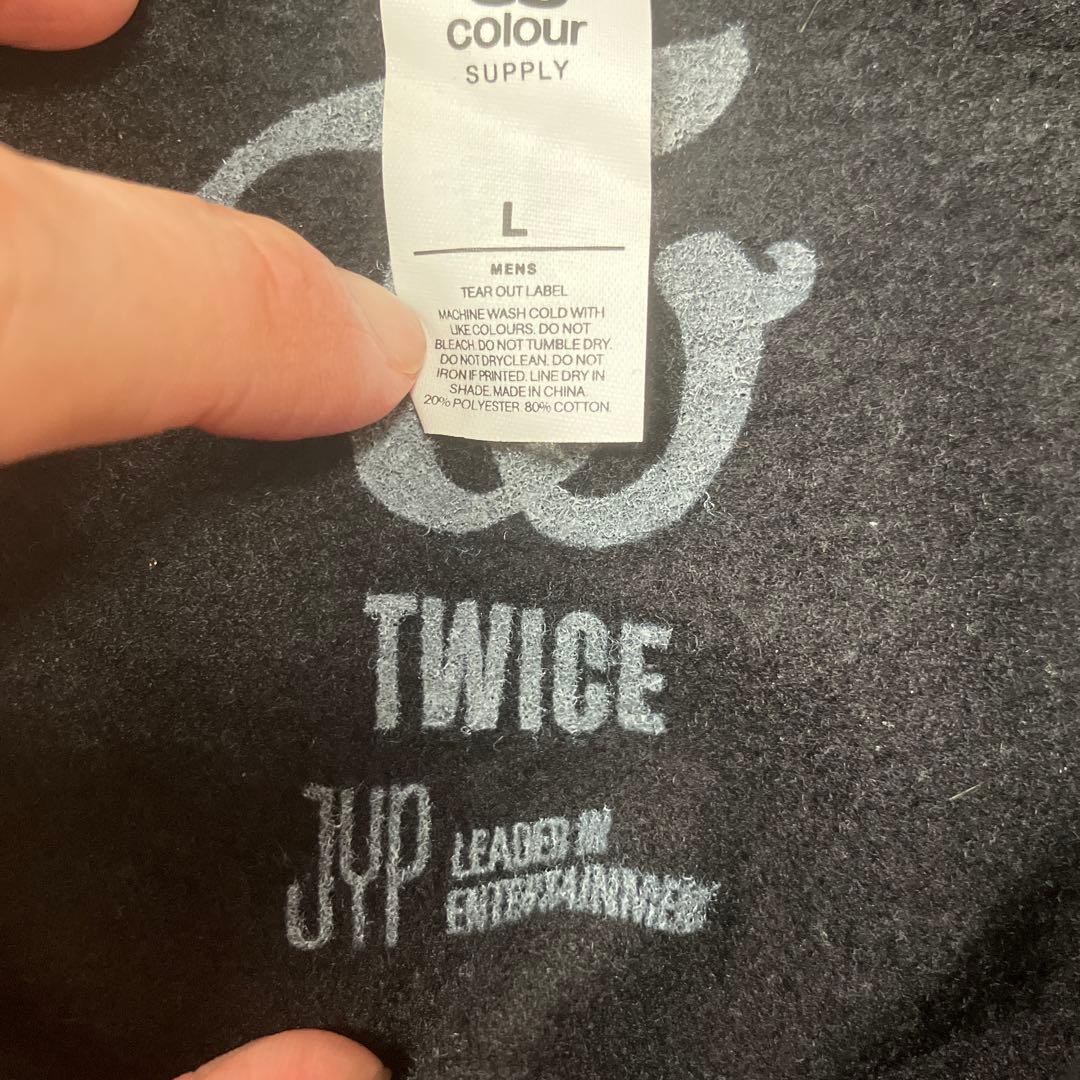 colour
SUPPLY
L
MENS
TEAR OUT LABEL
MACHINE WASH COLD WITH
LIKE COLOURS. DO NOT
BLEACH. DO NOT TUMBLE DRY.
DO NOT DRYCLEAN. DO NOT
IRON IF PRINTED. LINE DRY IN
SHADE. MADE IN CHINA.
20% POLYESTER 80% COTTON.
TWICE
JYP
LEADER IN
ENTERTAINMENT